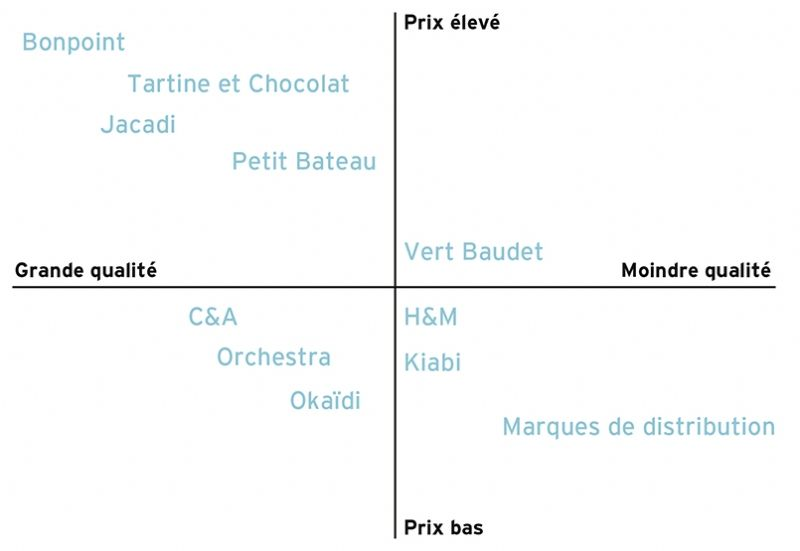 Prix élevé
Bonpoint
Tartine et Chocolat
Jacadi
Petit Bateau
Vert Baudet
Grande qualité
Moindre qualité
C&A
H&M
Orchestra
Kiabi
Okaïdi
Marques de distribution
Prix bas